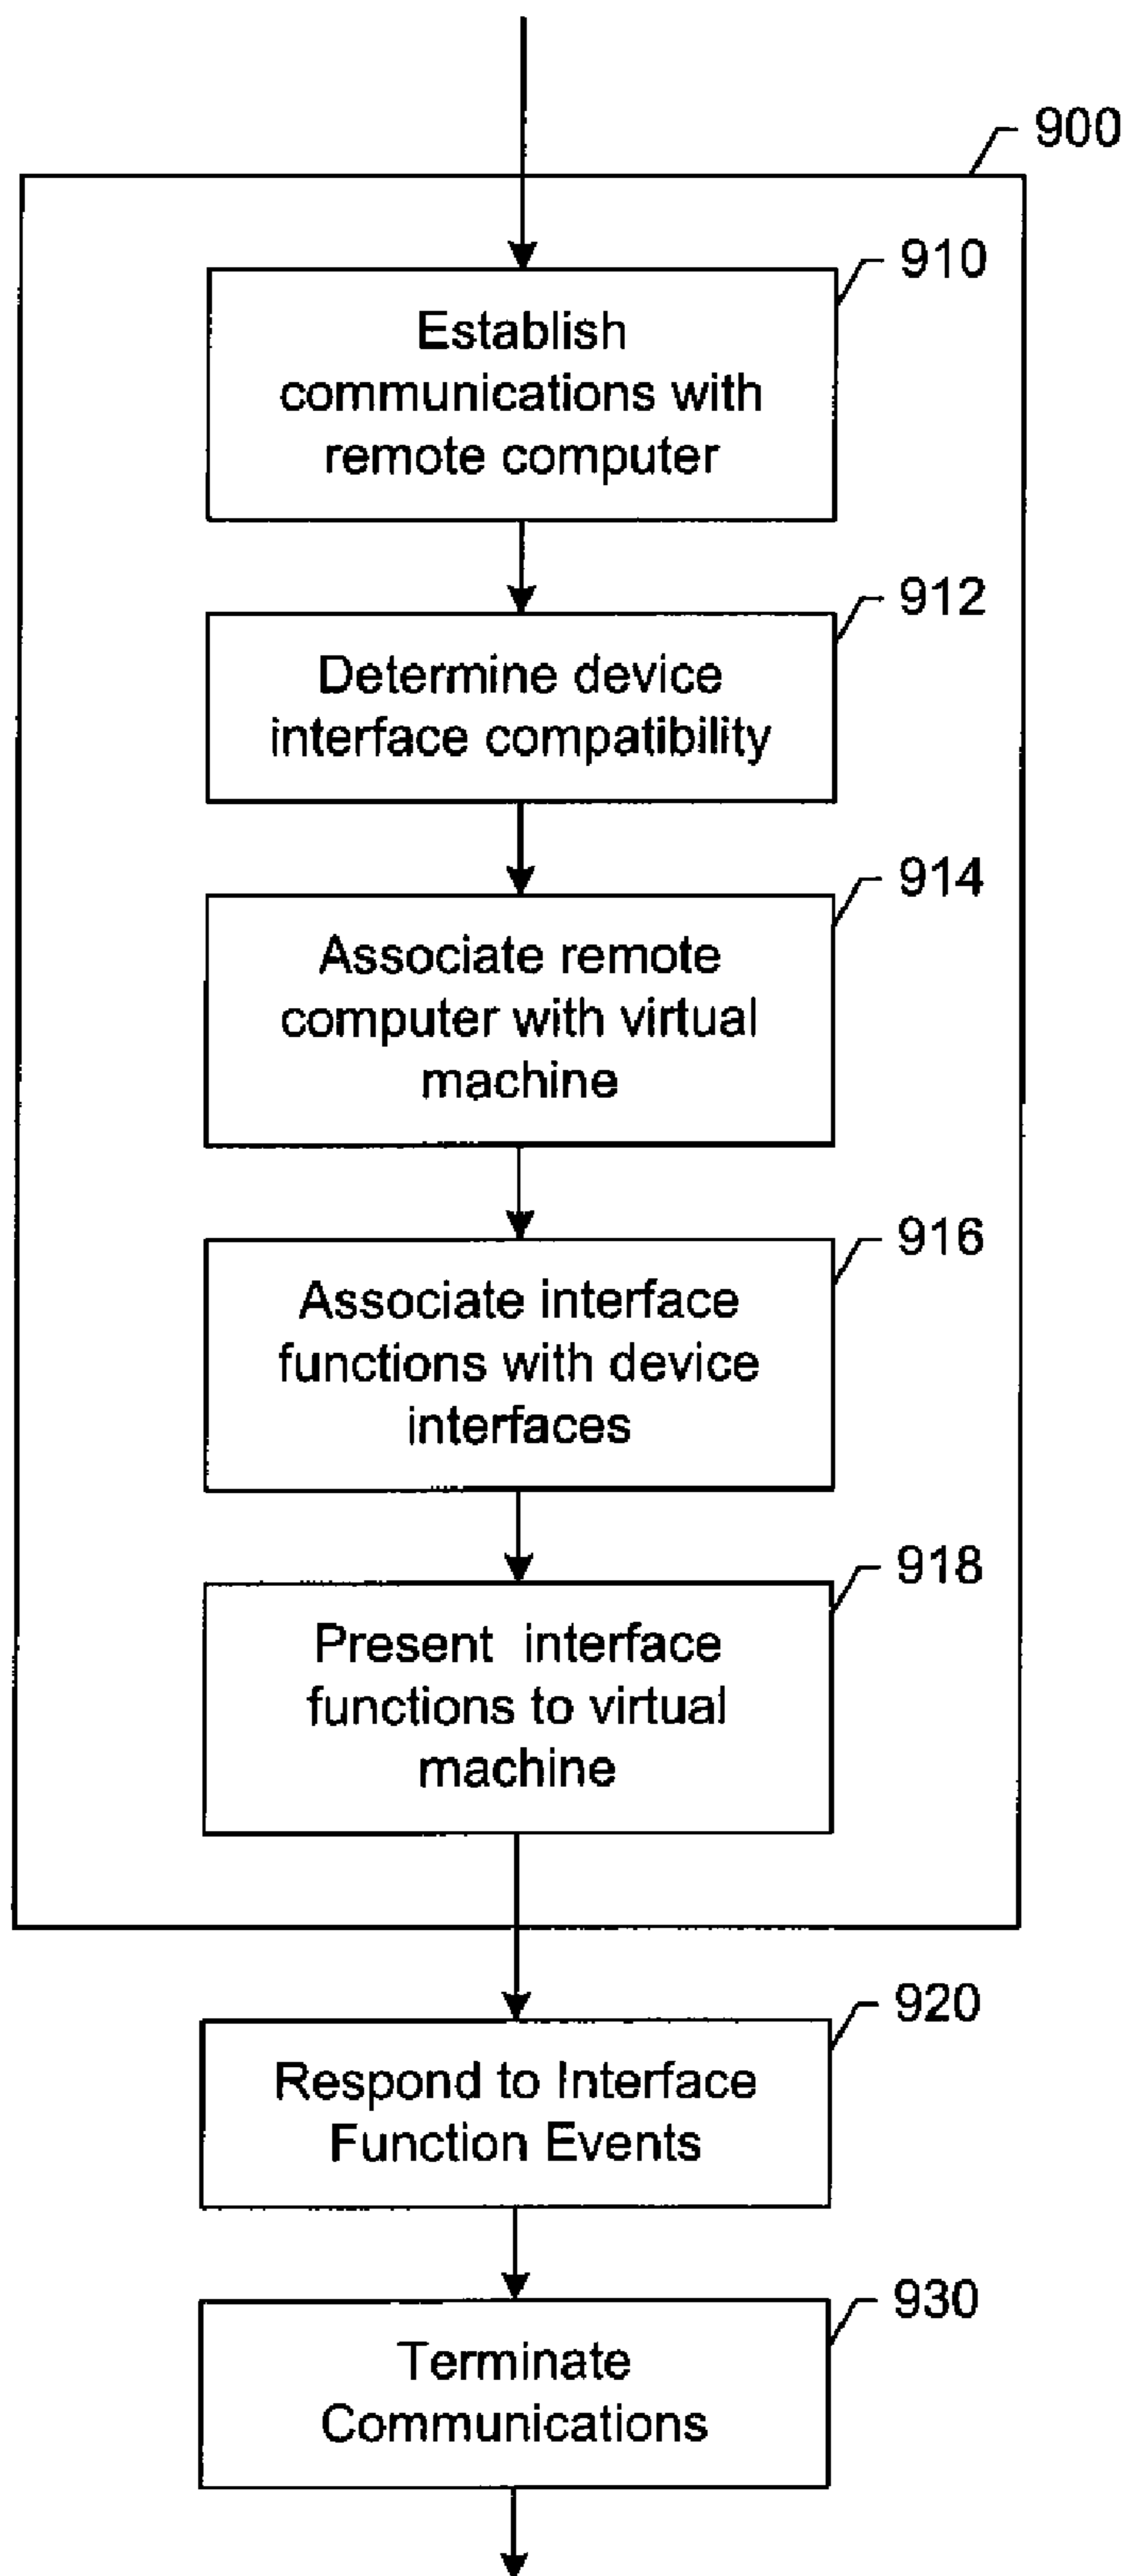 900
910
Establish
communications with
remote computer
912
Determine device
interface compatibility
914
Associate remote
computer with virtual
machine
916
Associate interface
functions with device
interfaces
918
Present interface
functions to virtual
machine
920
Respond to Interface
Function Events
930
Terminate
Communications